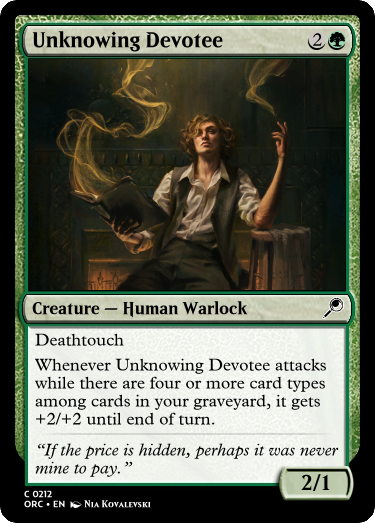 Unknowing Devotee 2
Creature — Human Warlock
Deathtouch
Whenever Unknowing Devotee attacks
while there are four or more card types
among cards in your graveyard, it gets
+2/+2 until end of turn.
"If the price is hidden, perhaps it was never
mine to pay."
2/1
C 0212
ORC • EN Nia Kovalevski